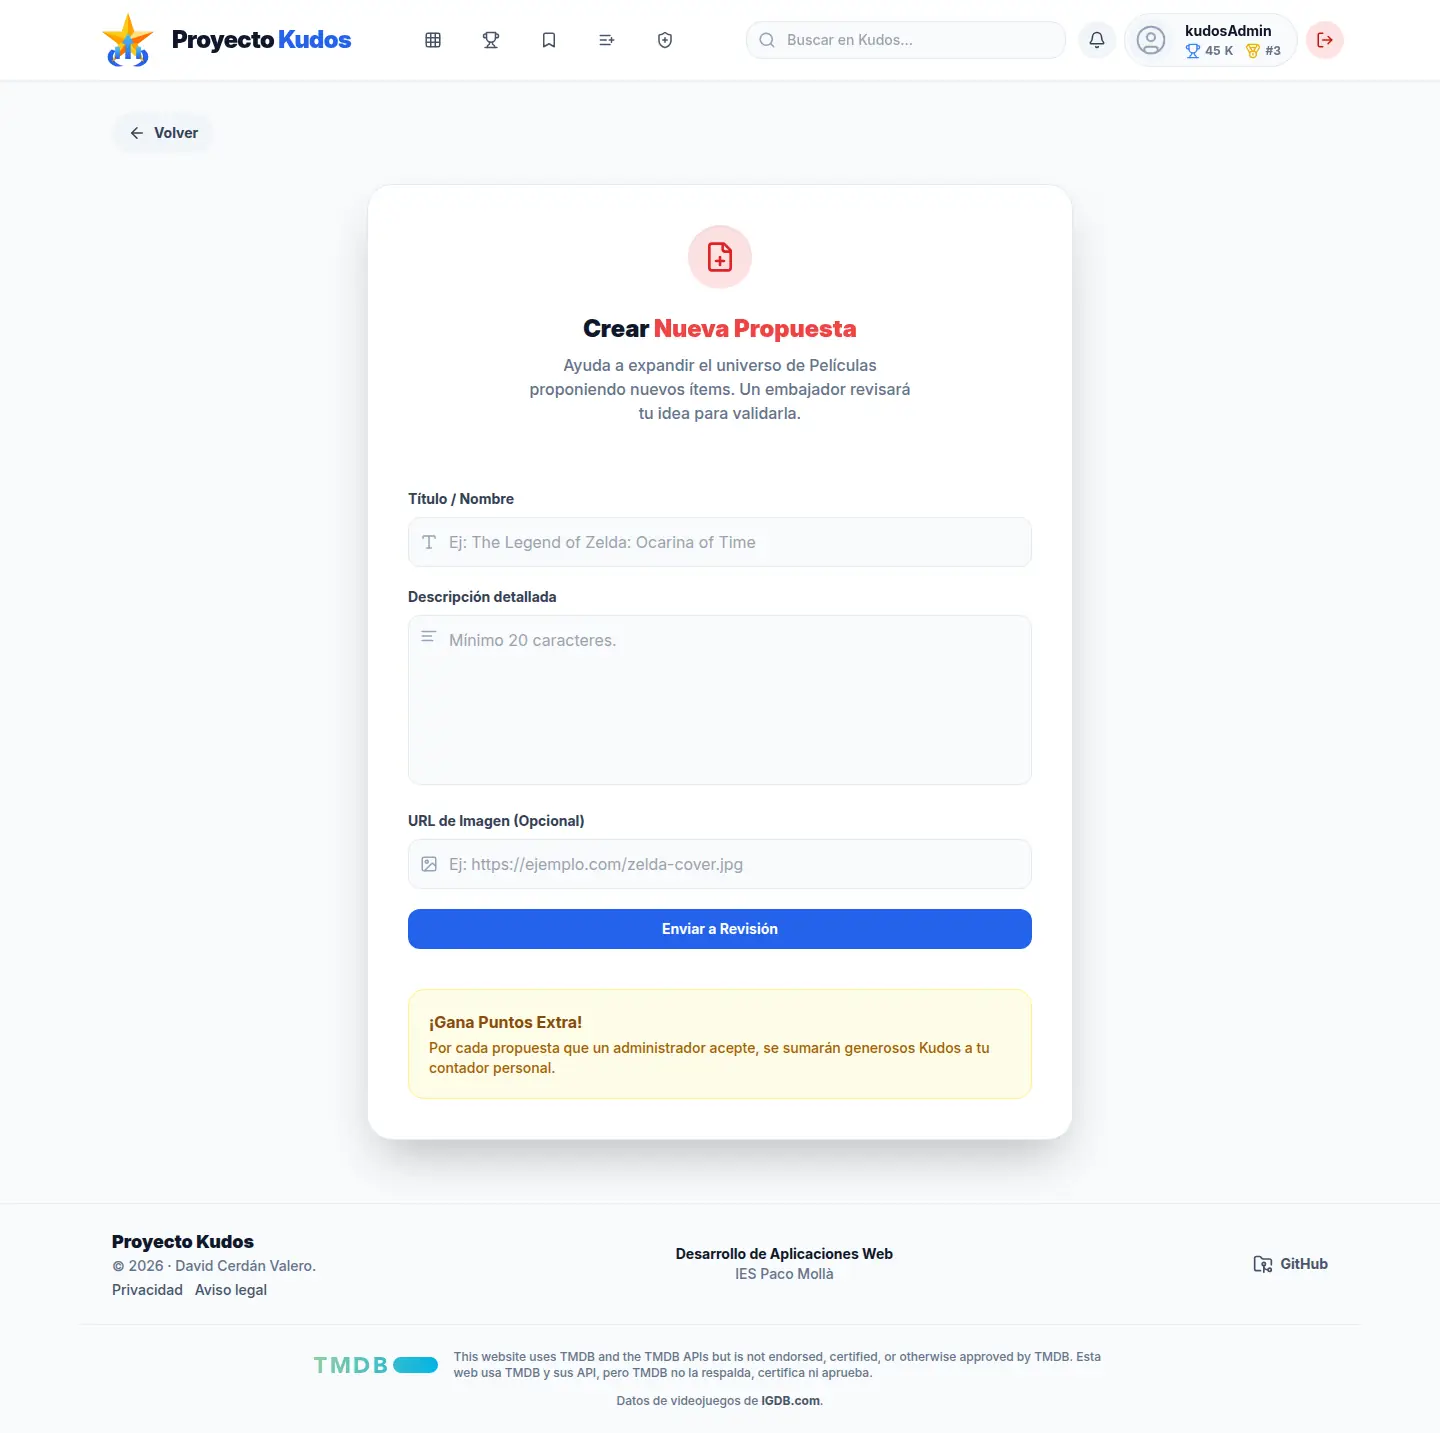 Proyecto Kudos
Buscar en Kudos...
kudosAdmin
45 K #3
Volver
Crear Nueva Propuesta
Ayuda a expandir el universo de Películas
proponiendo nuevos ítems. Un embajador revisará
tu idea para validarla.
Título / Nombre
Ej: The Legend of Zelda: Ocarina of Time
Descripción detallada
Mínimo 20 caracteres.
URL de Imagen (Opcional)
Ej: https://ejemplo.com/zelda-cover.jpg
Enviar a Revisión
¡Gana Puntos Extra!
Por cada propuesta que un administrador acepte, se sumarán generosos Kudos a tu
contador personal.
Proyecto Kudos
© 2026 · David Cerdán Valero.
Privacidad Aviso legal
Desarrollo de Aplicaciones Web
IES Paco Mollà
GitHub
TMDB
This website uses TMDB and the TMDB APIs but is not endorsed, certified, or otherwise approved by TMDB. Esta
web usa TMDB y sus API, pero TMDB no la respalda, certifica ni aprueba.
Datos de videojuegos de IGDB.com.